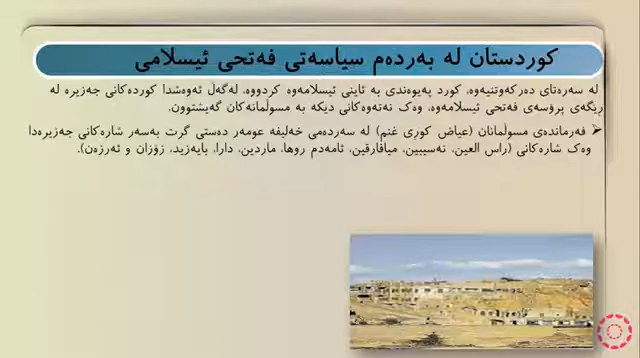 کوردستان لە بەردەم سیاسەتی فەتحی ئیسلامی
لە سەرەتای دەرکەوتنیەوە، کورد پەیوەندی بە ئاینی ئیسلامەوە کردووە، لەگەڵ ئەوەشدا کوردەکانی جەزیرە لە
ڕێگەی پرۆسەی فەتحی ئیسلامەوە، وەک نەتەوەکانی دیکە بە مسوڵمانەکان گەیشتوون.
➤ فەرماندەی مسوڵمانان (عیاض کوری غنم) لە سەردەمی خەلیفە عومەر دەستی گرت بەسەر شارەکانی جەزیرەدا
وەک شارەکانی (راس العین، نەسیبین، میافارقین، ئامەدم روها، ماردین، دارا، بایەزید، زۆزان و ئەرزەن).